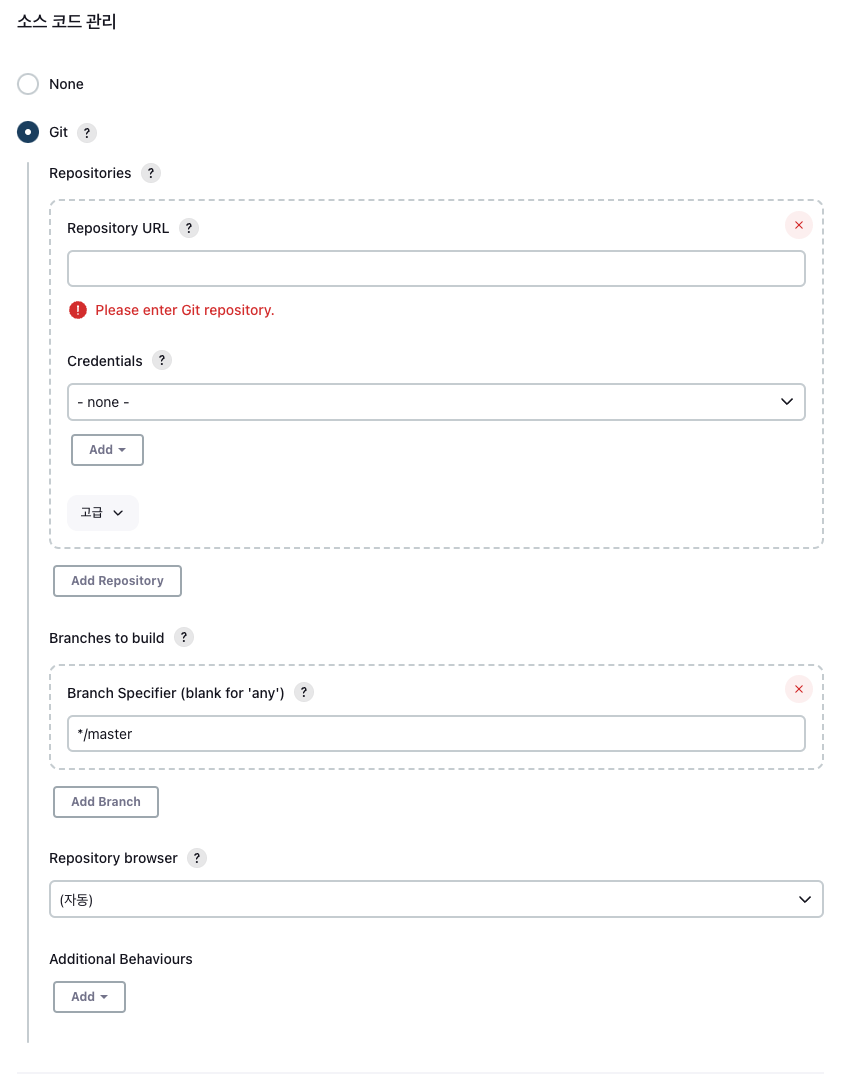 소스 코드 관리
None
Git ?
Repositories ?
Repository URL ?
Please enter Git repository.
Credentials ?
- none -
Add
고급
Add Repository
Branches to build ?
Branch Specifier (blank for 'any') ?
*/master
Add Branch
Repository browser ?
(자동)
Additional Behaviours
Add